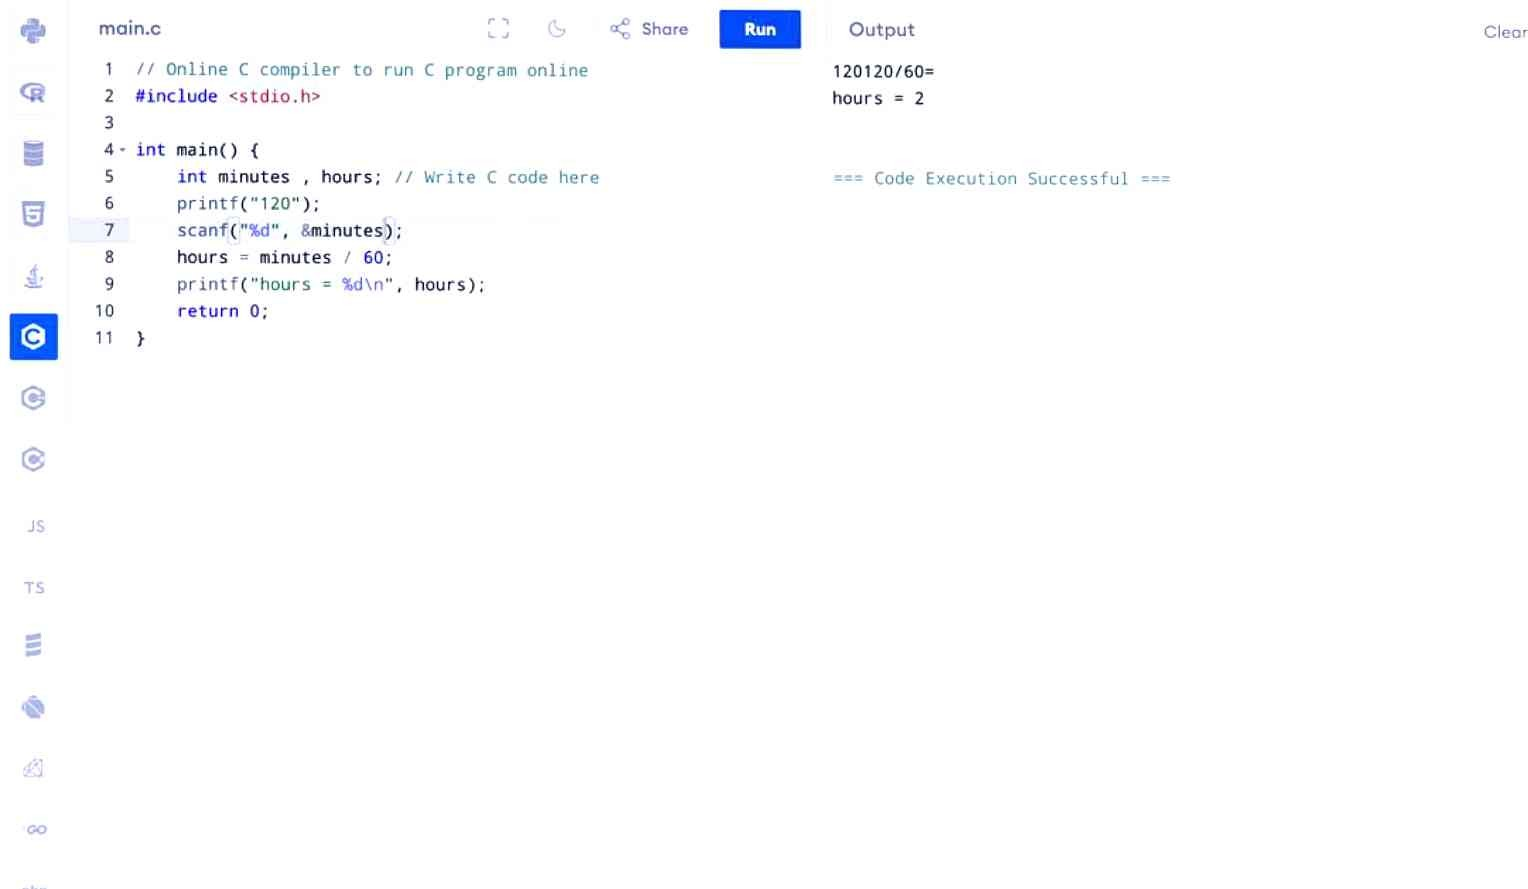 main.c
Share
Run
Output
Clear
1 // Online C compiler to run C program online
2 #include <stdio.h>
3
4 int main() {
5 int minutes , hours; // Write C code here
6 printf("120");
7 scanf("%d", &minutes);
8 hours = minutes / 60;
9 printf("hours = %d\n", hours);
10 return 0;
11 }
120120/60=
hours = 2
=== Code Execution Successful ===
R
5
C
C
C
JS
TS
GO